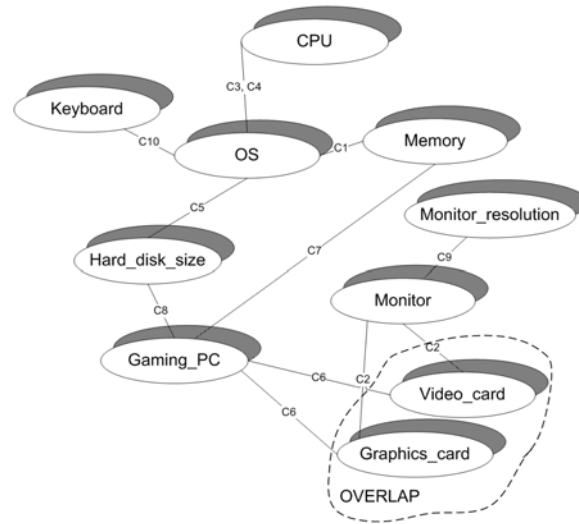 CPU
C3, C4
Keyboard
C10
OS
C1
Memory
C5
Monitor_resolution
Hard_disk_size
C7
C9
C8
Monitor
Gaming_PC
C2
C6
C2
Video_card
C6
Graphics_card
OVERLAP